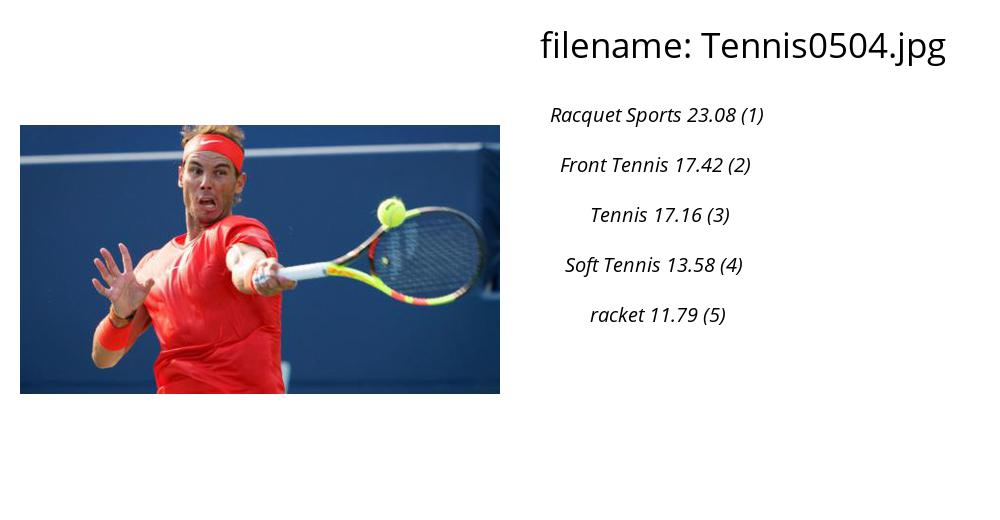 filename: Tennis0504.jpg
Racquet Sports 23.08 (1)
Front Tennis 17.42 (2)
Tennis 17.16 (3)
Soft Tennis 13.58 (4)
racket 11.79 (5)